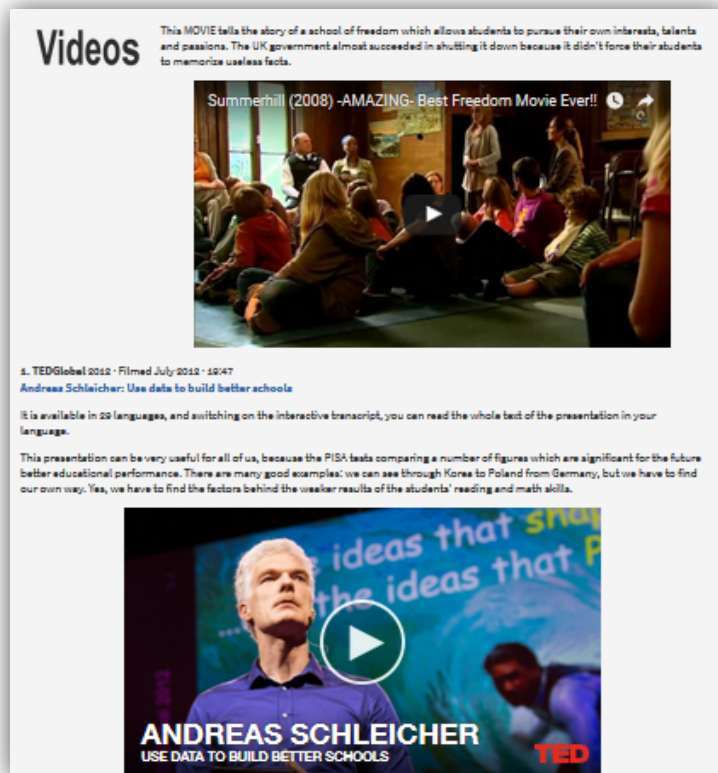 Videos
This MOVIE tells the story of a school of freedom which allows students to pursue their own interests, talents
and passions. The UK government almost succeeded in shutting it down because it didn't force their students
to memorize useless facts.
Summerhill (2008) -AMAZING- Best Freedom Movie Ever!!
1. TEDGlobal 2012 · Filmed July 2012 · 19:47
Andreas Schleicher: Use data to build better schools
It is available in 29 languages, and switching on the interactive transcript, you can read the whole text of the presentation in your
language.
This presentation can be very useful for all of us, because the PISA tests comparing a number of figures which are significant for the future
better educational performance. There are many good examples: we can see through Korea to Poland from Germany, but we have to find
our own way. Yes, we have to find the factors behind the weaker results of the students' reading and math skills.
ideas that
...the ideas that
2012
ANDREAS SCHLEICHER
USE DATA TO BUILD BETTER SCHOOLS
TED